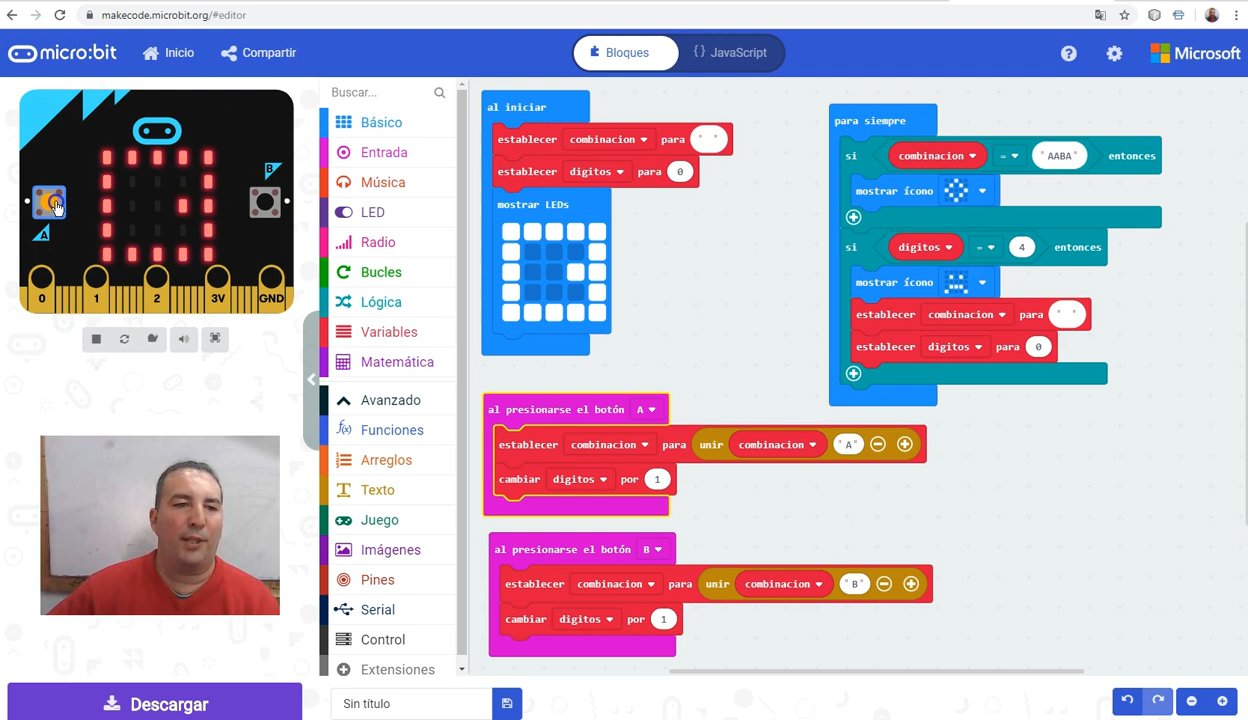 makecode.microbit.org/#editor
micro:bit
Inicio
Compartir
Bloques
{} JavaScript
?
Microsoft
Buscar...
Básico
Entrada
Música
LED
Radio
Bucles
Lógica
Variables
Matemática
Avanzado
Funciones
Arreglos
Texto
Juego
Imágenes
Pines
Serial
Control
Extensiones
A
B
0 1 2 3V GND
al iniciar
establecer combinacion para " "
establecer digitos para 0
mostrar LEDs
para siempre
si combinacion = "AABA" entonces
mostrar ícono
si digitos = 4 entonces
mostrar ícono
establecer combinacion para " "
establecer digitos para 0
al presionarse el botón A
establecer combinacion para unir combinacion "A"
cambiar digitos por 1
al presionarse el botón B
establecer combinacion para unir combinacion "B"
cambiar digitos por 1
Descargar
Sin título